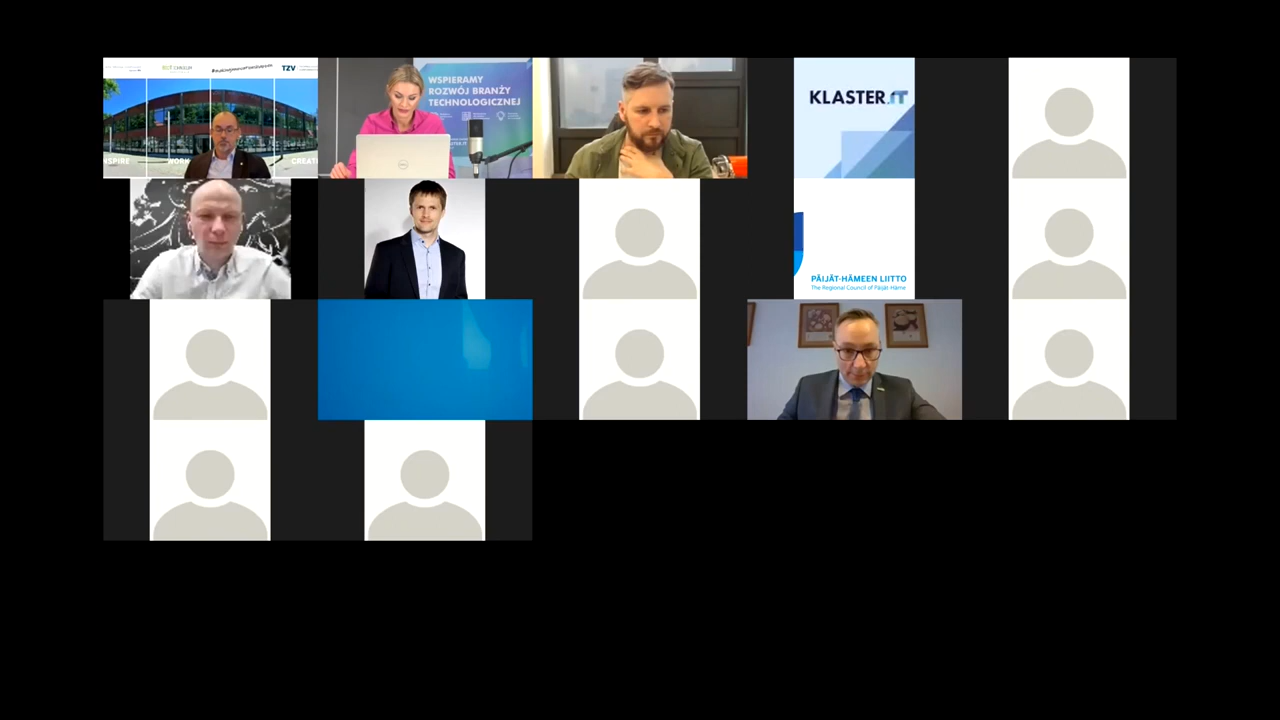 TZV
INSPIRE
WORK
CREATE
WSPIERAMY
ROZWÓJ BRANŻY
TECHNOLOGICZNEJ
KLASTER.IT
PÄIJÄT-HÄMEEN LIITTO
The Regional Council of Päijät-Häme